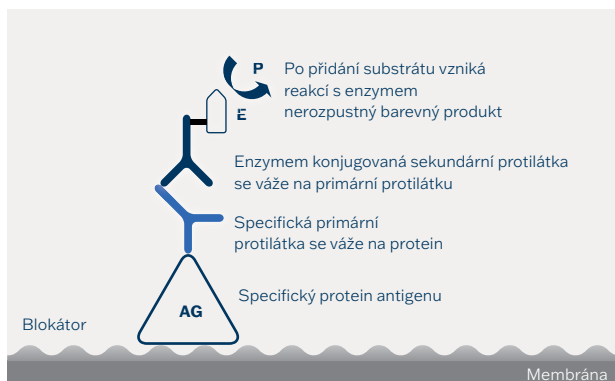 P
Po přidání substrátu vzniká
reakcí s enzymem
nerozpustný barevný produkt
E
Enzymem konjugovaná sekundární protilátka
se váže na primární protilátku
Specifická primární
protilátka se váže na protein
Specifický protein antigenu
AG
Blokátor
Membrána